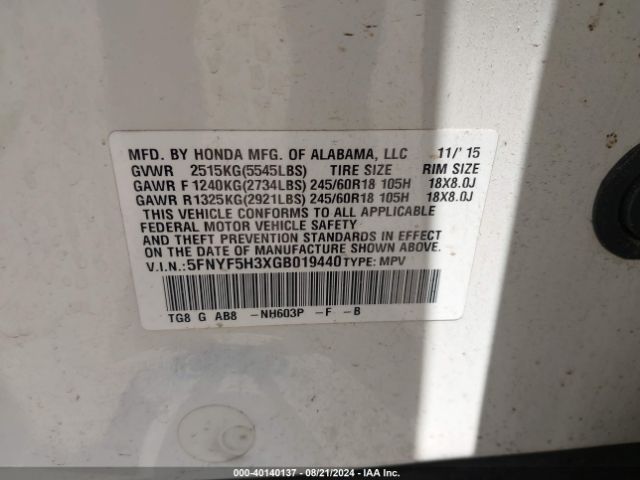 MFD. BY HONDA MFG. OF ALABAMA, LLC 11/'15
GVWR 2515KG(5545LBS) TIRE SIZE RIM SIZE
GAWR F 1240KG(2734LBS) 245/60R18 105H 18X8.0J
GAWR R1325KG(2921LBS) 245/60R18 105H 18X8.0J
THIS VEHICLE CONFORMS TO ALL APPLICABLE
FEDERAL MOTOR VEHICLE SAFETY
AND THEFT PREVENTION STANDARDS IN EFFECT
ON THE DATE OF MANUFACTURE SHOWN ABOVE.
V.I.N.:5FNYF5H3XGB019440 TYPE: MPV
TG8 G AB8 -NH603P -F -B
000-40140137 - 08/21/2024 - IAA Inc.